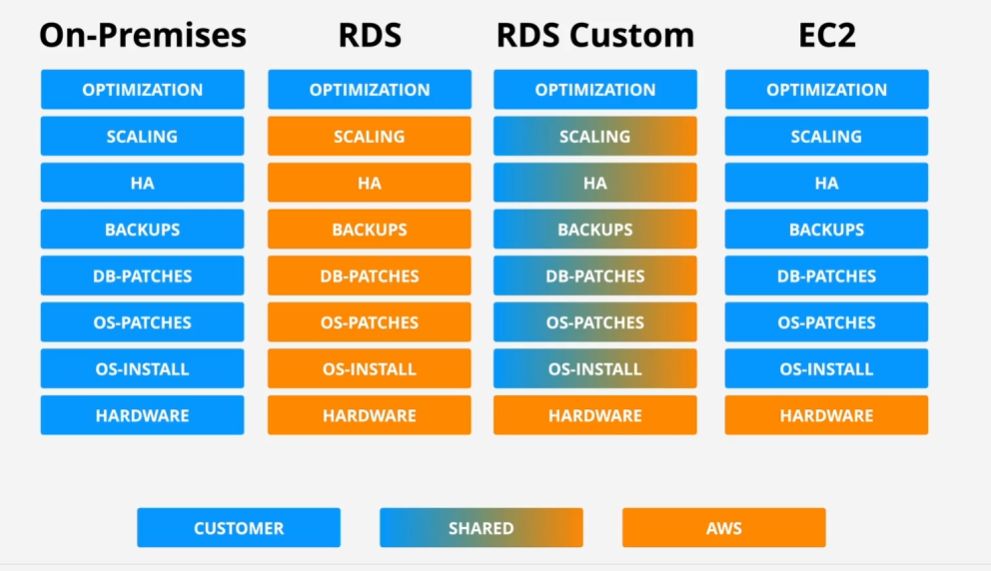 On-Premises RDS RDS Custom EC2
OPTIMIZATION OPTIMIZATION OPTIMIZATION OPTIMIZATION
SCALING SCALING SCALING SCALING
HA HA HA HA
BACKUPS BACKUPS BACKUPS BACKUPS
DB-PATCHES DB-PATCHES DB-PATCHES DB-PATCHES
OS-PATCHES OS-PATCHES OS-PATCHES OS-PATCHES
OS-INSTALL OS-INSTALL OS-INSTALL OS-INSTALL
HARDWARE HARDWARE HARDWARE HARDWARE
CUSTOMER SHARED AWS